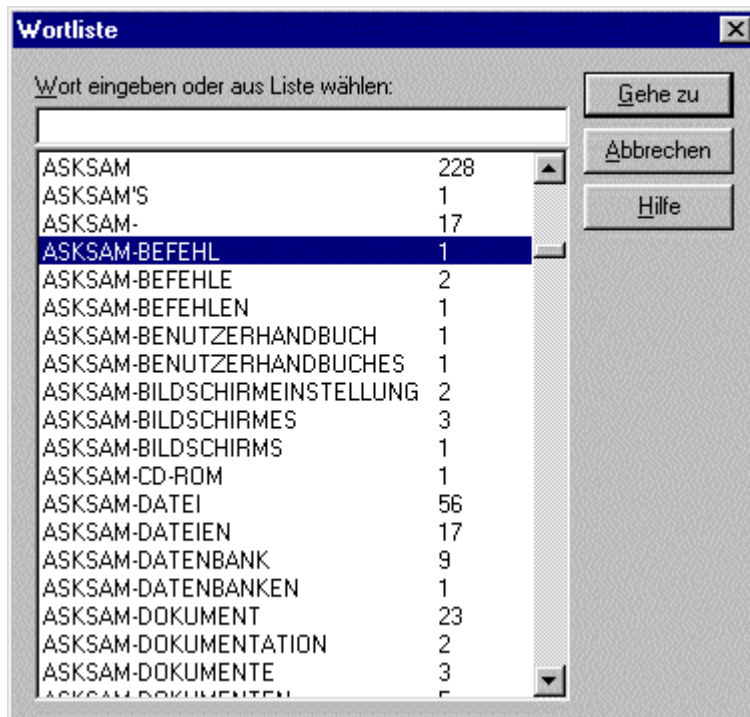 Wortliste
Wort eingeben oder aus Liste wählen:
Gehe zu
Abbrechen
Hilfe
ASKSAM 228
ASKSAM'S 1
ASKSAM- 17
ASKSAM-BEFEHL 1
ASKSAM-BEFEHLE 2
ASKSAM-BEFEHLEN 1
ASKSAM-BENUTZERHANDBUCH 1
ASKSAM-BENUTZERHANDBUCHES 1
ASKSAM-BILDSCHIRMEINSTELLUNG 2
ASKSAM-BILDSCHIRMES 3
ASKSAM-BILDSCHIRMS 1
ASKSAM-CD-ROM 1
ASKSAM-DATEI 56
ASKSAM-DATEIEN 17
ASKSAM-DATENBANK 9
ASKSAM-DATENBANKEN 1
ASKSAM-DOKUMENT 23
ASKSAM-DOKUMENTATION 2
ASKSAM-DOKUMENTE 3
ASKSAM-DOKUMENTEN 5